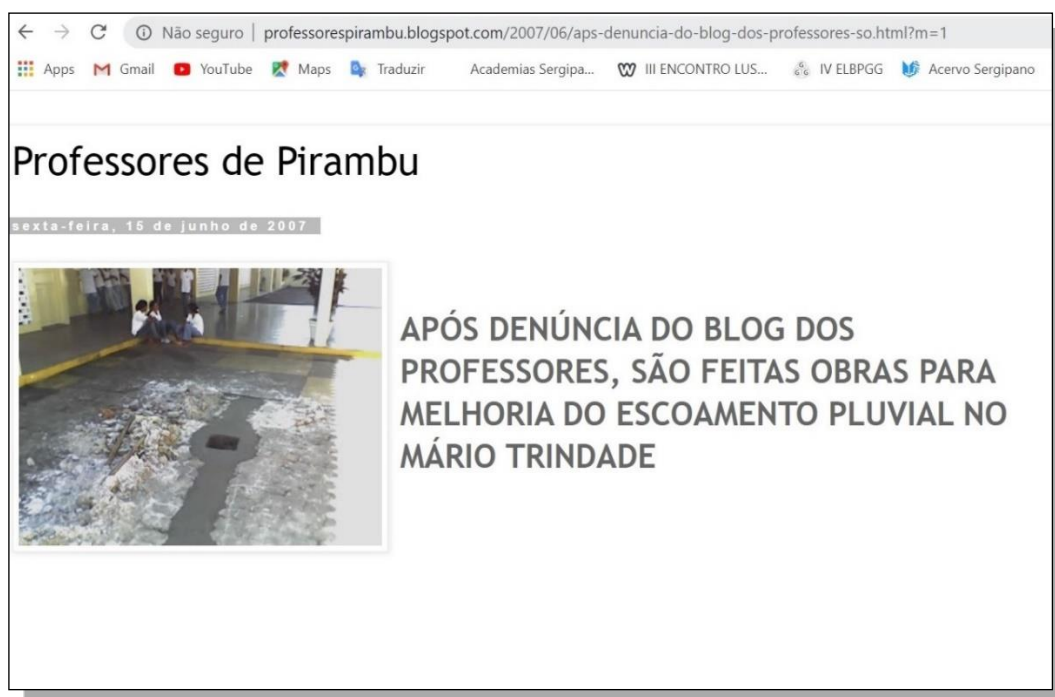 Não seguro | professorespirambu.blogspot.com/2007/06/aps-denuncia-do-blog-dos-professores-so.html?m=1
Apps Gmail YouTube Maps Traduzir Academias Sergipa... III ENCONTRO LUS... IV ELBPGG Acervo Sergipano
Professores de Pirambu
sexta-feira, 15 de junho de 2007
APÓS DENÚNCIA DO BLOG DOS
PROFESSORES, SÃO FEITAS OBRAS PARA
MELHORIA DO ESCOAMENTO PLUVIAL NO
MÁRIO TRINDADE